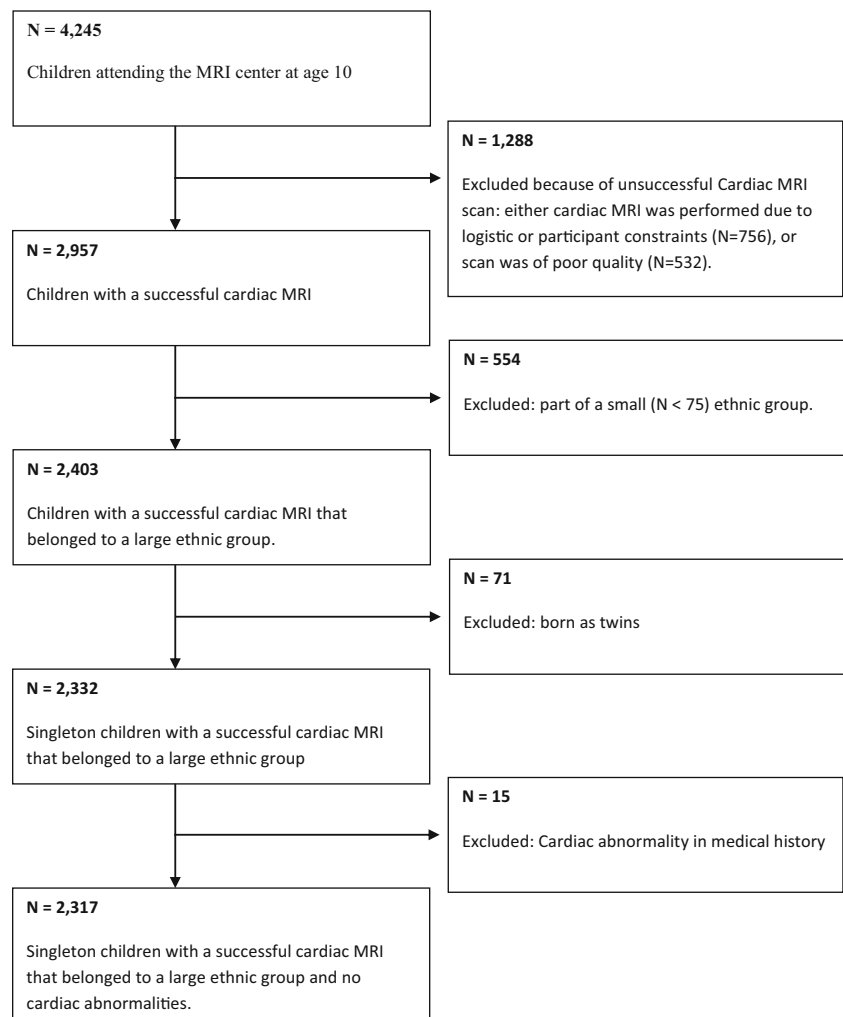 N = 4,245
Children attending the MRI center at age 10
N = 1,288
Excluded because of unsuccessful Cardiac MRI
scan: either cardiac MRI was performed due to
logistic or participant constraints (N=756), or
scan was of poor quality (N=532).
N = 2,957
Children with a successful cardiac MRI
N = 554
Excluded: part of a small (N < 75) ethnic group.
N = 2,403
Children with a successful cardiac MRI that
belonged to a large ethnic group.
N = 71
Excluded: born as twins
N = 2,332
Singleton children with a successful cardiac MRI
that belonged to a large ethnic group
N = 15
Excluded: Cardiac abnormality in medical history
N = 2,317
Singleton children with a successful cardiac MRI
that belonged to a large ethnic group and no
cardiac abnormalities.